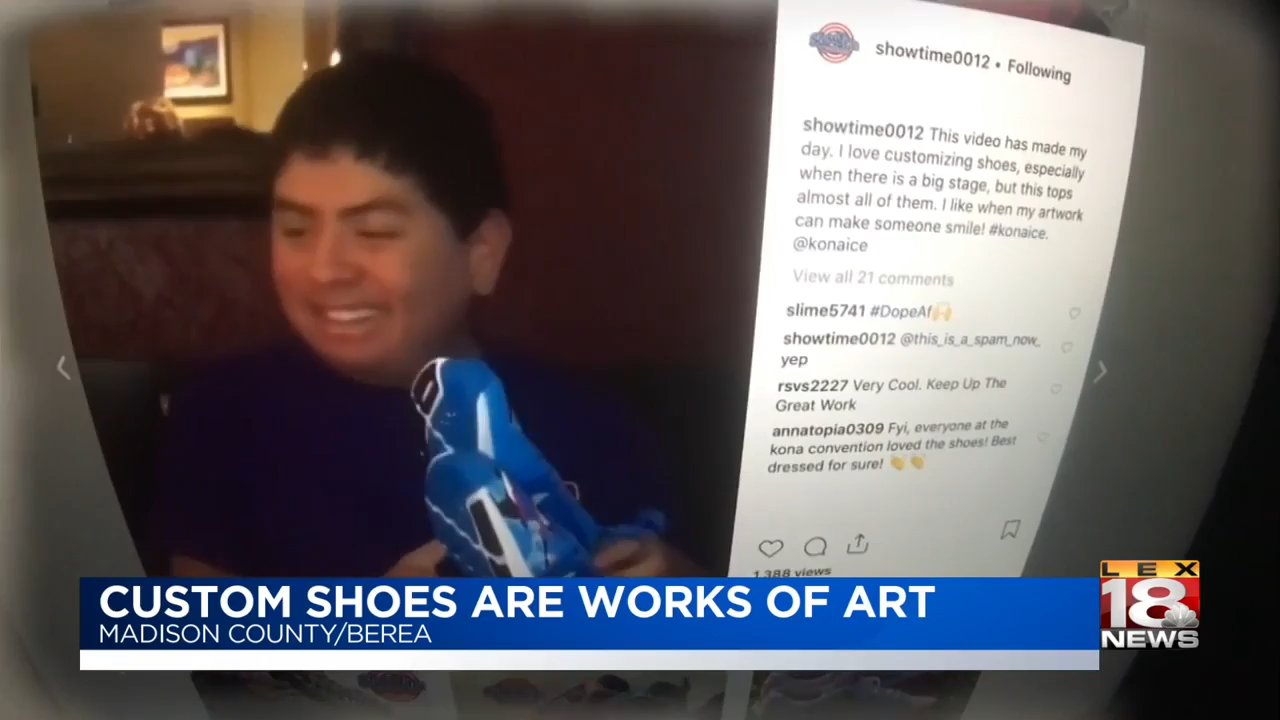 showtime0012 • Following
showtime0012 This video has made my
day. I love customizing shoes, especially
when there is a big stage, but this tops
almost all of them. I like when my artwork
can make someone smile! #konaice.
@konaice
View all 21 comments
slime5741 #DopeAf🙌
showtime0012 @this_is_a_spam_now_
yep
rsvs2227 Very Cool. Keep Up The
Great Work
annatopia0309 Fyi, everyone at the
kona convention loved the shoes! Best
dressed for sure! 👏👏
1,388 views
CUSTOM SHOES ARE WORKS OF ART
MADISON COUNTY/BEREA
LEX
18
NEWS